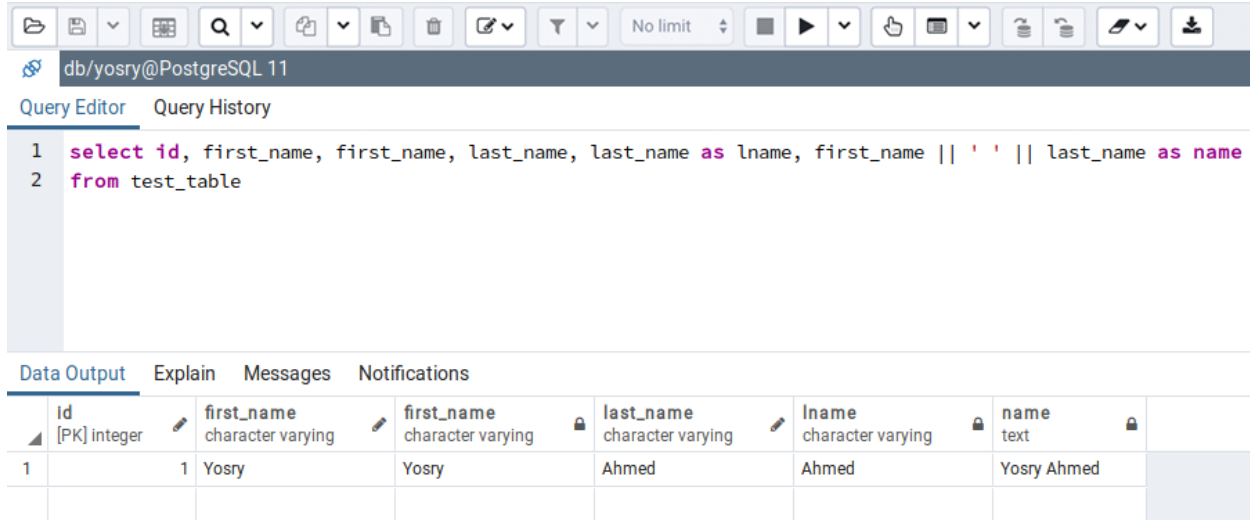 No limit
db/yosry@PostgreSQL 11
Query Editor Query History
1 select id, first_name, first_name, last_name, last_name as lname, first_name || ' ' || last_name as name
2 from test_table
Data Output Explain Messages Notifications
id first_name first_name last_name lname name
[PK] integer character varying character varying character varying character varying text
1 1 Yosry Yosry Ahmed Ahmed Yosry Ahmed